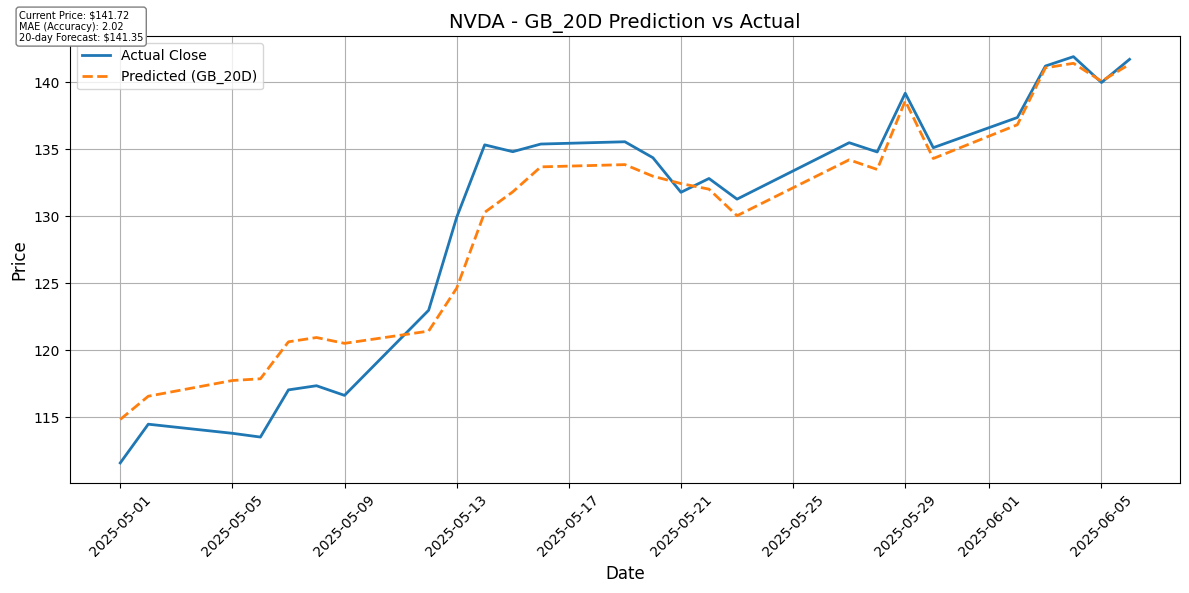 NVDA - GB_20D Prediction vs Actual
Current Price: $141.72
MAE (Accuracy): 2.02
20-day Forecast: $141.35
Actual Close
Predicted (GB_20D)
Price
140
135
130
125
120
115
2025-05-01
2025-05-05
2025-05-09
2025-05-13
2025-05-17
2025-05-21
2025-05-25
2025-05-29
2025-06-01
2025-06-05
Date